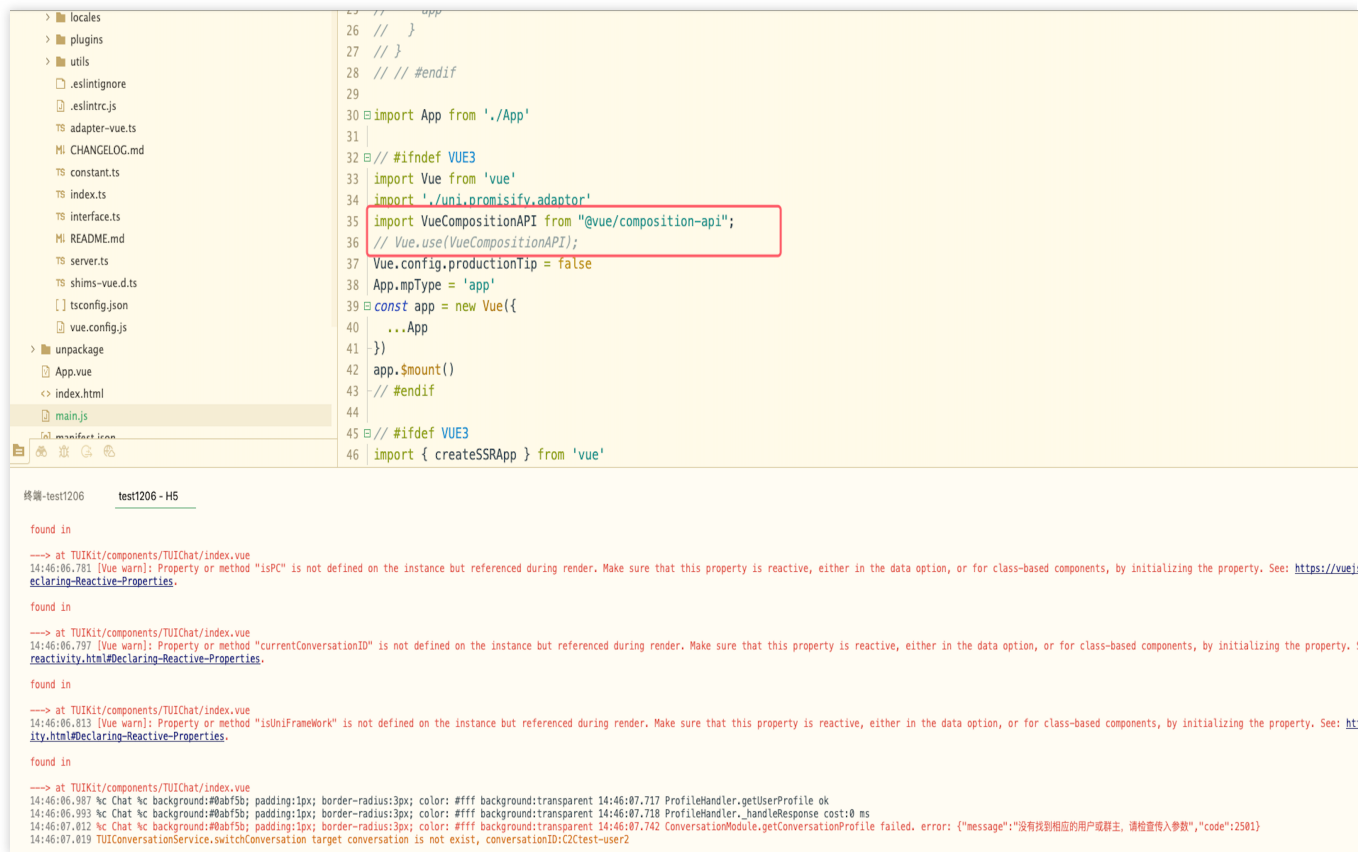 locales
plugins
utils
.eslintignore
.eslintrc.js
TS adapter-vue.ts
M↓ CHANGELOG.md
TS constant.ts
TS index.ts
TS interface.ts
M↓ README.md
TS server.ts
TS shims-vue.d.ts
[ ] tsconfig.json
vue.config.js
unpackage
App.vue
<> index.html
main.js
manifest.json
25 // app
26 // }
27 // }
28 // // #endif
29
30 import App from './App'
31
32 // #ifndef VUE3
33 import Vue from 'vue'
34 import './uni.promisify.adaptor'
35 import VueCompositionAPI from "@vue/composition-api";
36 // Vue.use(VueCompositionAPI);
37 Vue.config.productionTip = false
38 App.mpType = 'app'
39 const app = new Vue({
40 ...App
41 })
42 app.$mount()
43 // #endif
44
45 // #ifdef VUE3
46 import { createSSRApp } from 'vue'
终端-test1206 test1206 - H5
found in
---> at TUIKit/components/TUIChat/index.vue
14:46:06.781 [Vue warn]: Property or method "isPC" is not defined on the instance but referenced during render. Make sure that this property is reactive, either in the data option, or for class-based components, by initializing the property. See: https://vuejs
eclaring-Reactive-Properties.
found in
---> at TUIKit/components/TUIChat/index.vue
14:46:06.797 [Vue warn]: Property or method "currentConversationID" is not defined on the instance but referenced during render. Make sure that this property is reactive, either in the data option, or for class-based components, by initializing the property.
reactivity.html#Declaring-Reactive-Properties.
found in
---> at TUIKit/components/TUIChat/index.vue
14:46:06.813 [Vue warn]: Property or method "isUniFrameWork" is not defined on the instance but referenced during render. Make sure that this property is reactive, either in the data option, or for class-based components, by initializing the property. See: htt
ity.html#Declaring-Reactive-Properties.
found in
---> at TUIKit/components/TUIChat/index.vue
14:46:06.987 %c Chat %c background:#0abf5b; padding:1px; border-radius:3px; color: #fff background:transparent 14:46:07.717 ProfileHandler.getUserProfile ok
14:46:06.993 %c Chat %c background:#0abf5b; padding:1px; border-radius:3px; color: #fff background:transparent 14:46:07.718 ProfileHandler._handleResponse cost:0 ms
14:46:07.012 %c Chat %c background:#0abf5b; padding:1px; border-radius:3px; color: #fff background:transparent 14:46:07.742 ConversationModule.getConversationProfile failed. error: {"message":"没有找到相应的用户或群主，请检查传入参数","code":2501}
14:46:07.019 TUIConversationService.switchConversation target conversation is not exist, conversationID:C2Ctest-user2